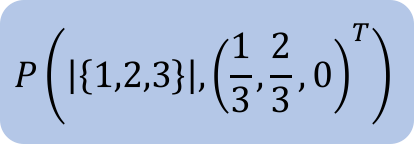 P(|{1,2,3}|, (1/3, 2/3, 0)^T)